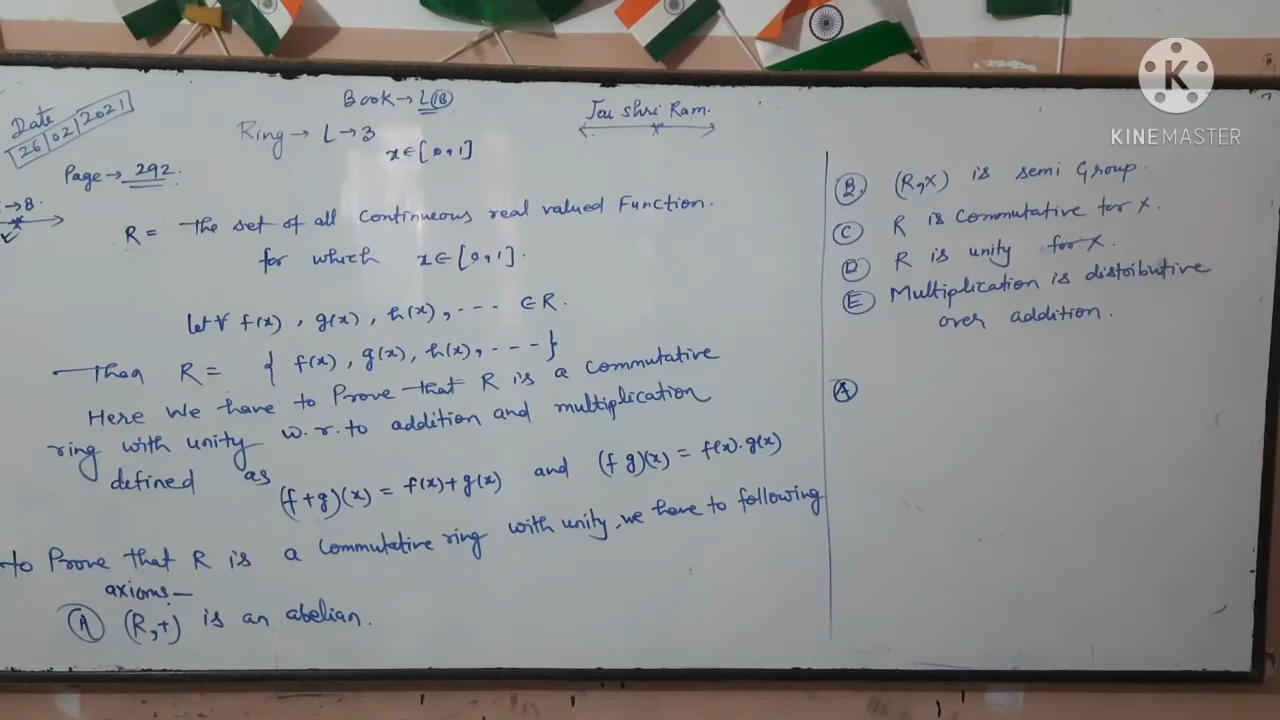 Date
26/02/2021
Book → L(B)
Jai Shri Ram.
Ring → L → 3
x ∈ [0,1]
Page → 292.
→ 8.
R = The set of all continueous real valued Function.
for which x ∈ [0,1].
let ∀ f(x), g(x), h(x), ---- ∈ R.
Then R = { f(x), g(x), h(x), ---- }
Here We have to Prove that R is a commutative
ring with unity w.r.to addition and multiplication
defined as (f+g)(x) = f(x)+g(x) and (fg)(x) = f(x)·g(x)
to Prove that R is a commutative ring with unity, we have to following
axioms—
(A) (R,+) is an abelian.
(B) (R,×) is semi Group.
(C) R is Commutative for ×.
(D) R is unity for ×.
(E) Multiplication is distributive
over addition.
(A)
K
KINEMASTER